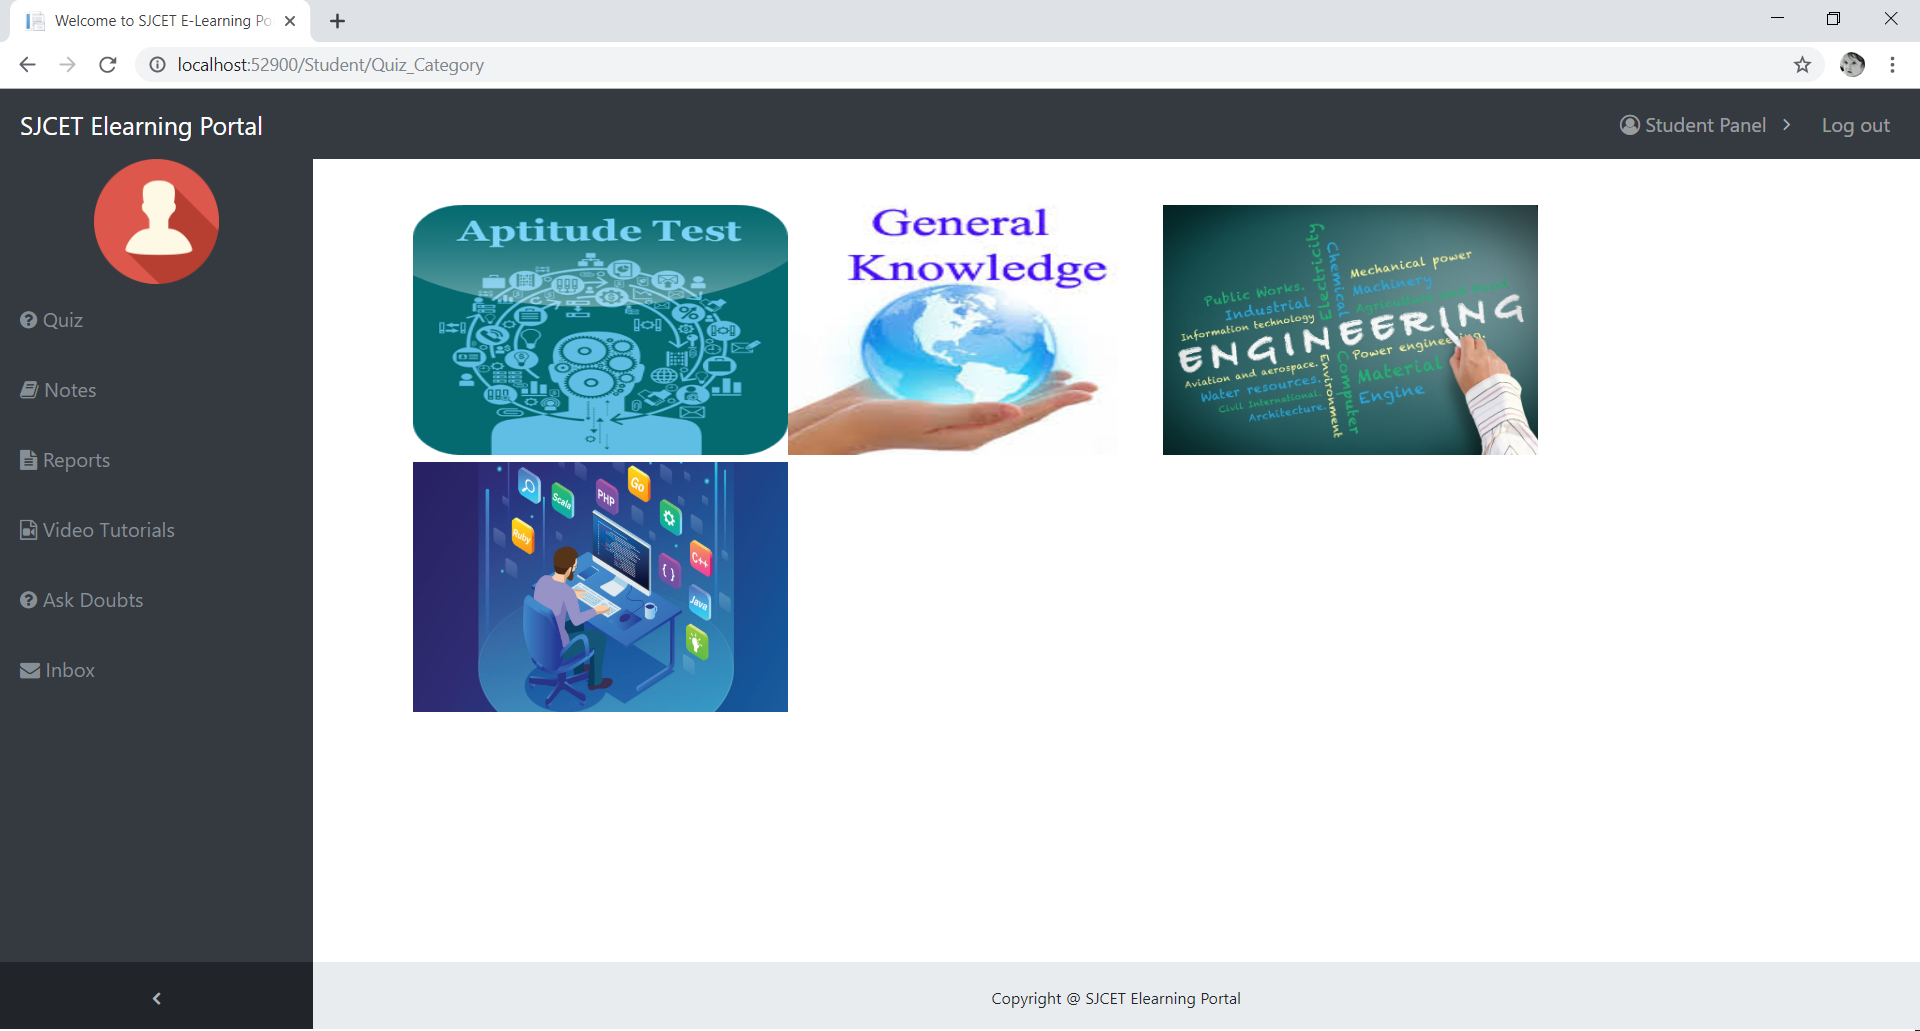 Welcome to SJCET E-Learning Po
localhost:52900/Student/Quiz_Category
SJCET Elearning Portal
Student Panel
Log out
Quiz
Notes
Reports
Video Tutorials
Ask Doubts
Inbox
Aptitude Test
General
Knowledge
Electricity
Chemical
Mechanical power
Machinery
Public Works.
Industrial
Agriculture and
Information technology
ENGINEERING
Power engineering.
Aviation and aerospace.
Material
Water resources.
Engine
Civil International.
Architecture.
Environment
Computer
Scala
PHP
Go
Ruby
C++
{ }
Java
Copyright @ SJCET Elearning Portal